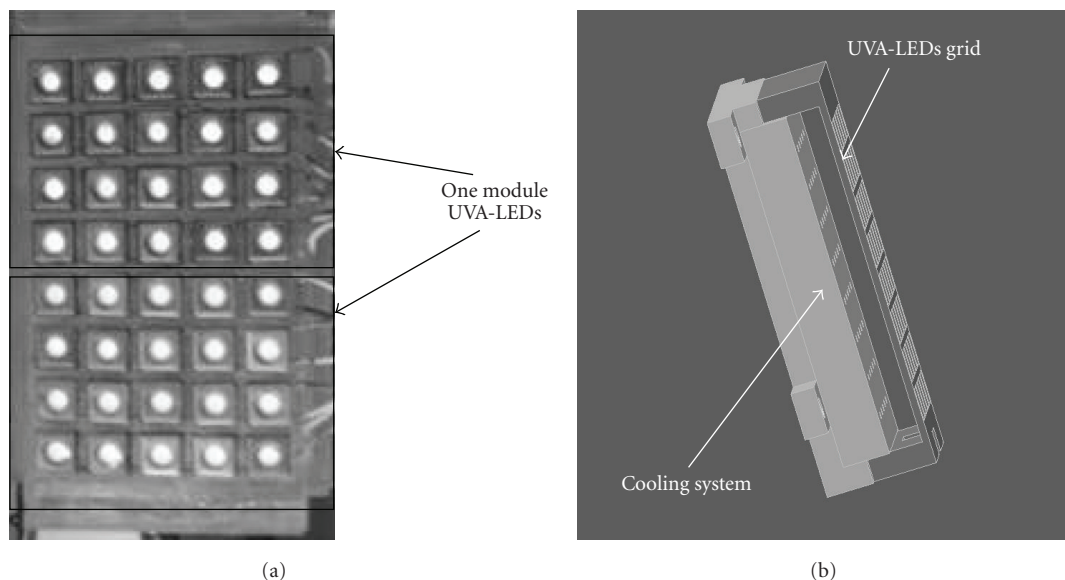 UVA-LEDs grid
One module
UVA-LEDs
Cooling system
(a)
(b)